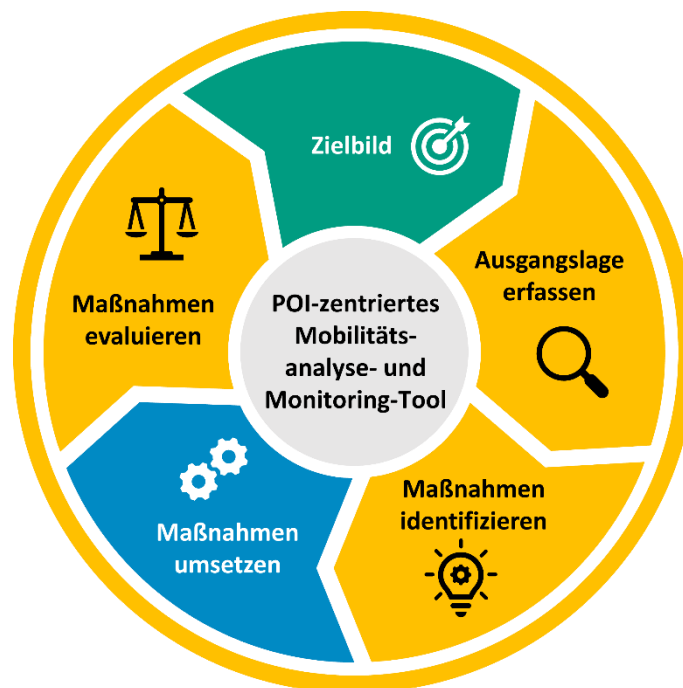 Zielbild
Ausgangslage
erfassen
Maßnahmen
identifizieren
Maßnahmen
umsetzen
Maßnahmen
evaluieren
POI-zentriertes
Mobilitäts-
analyse- und
Monitoring-Tool